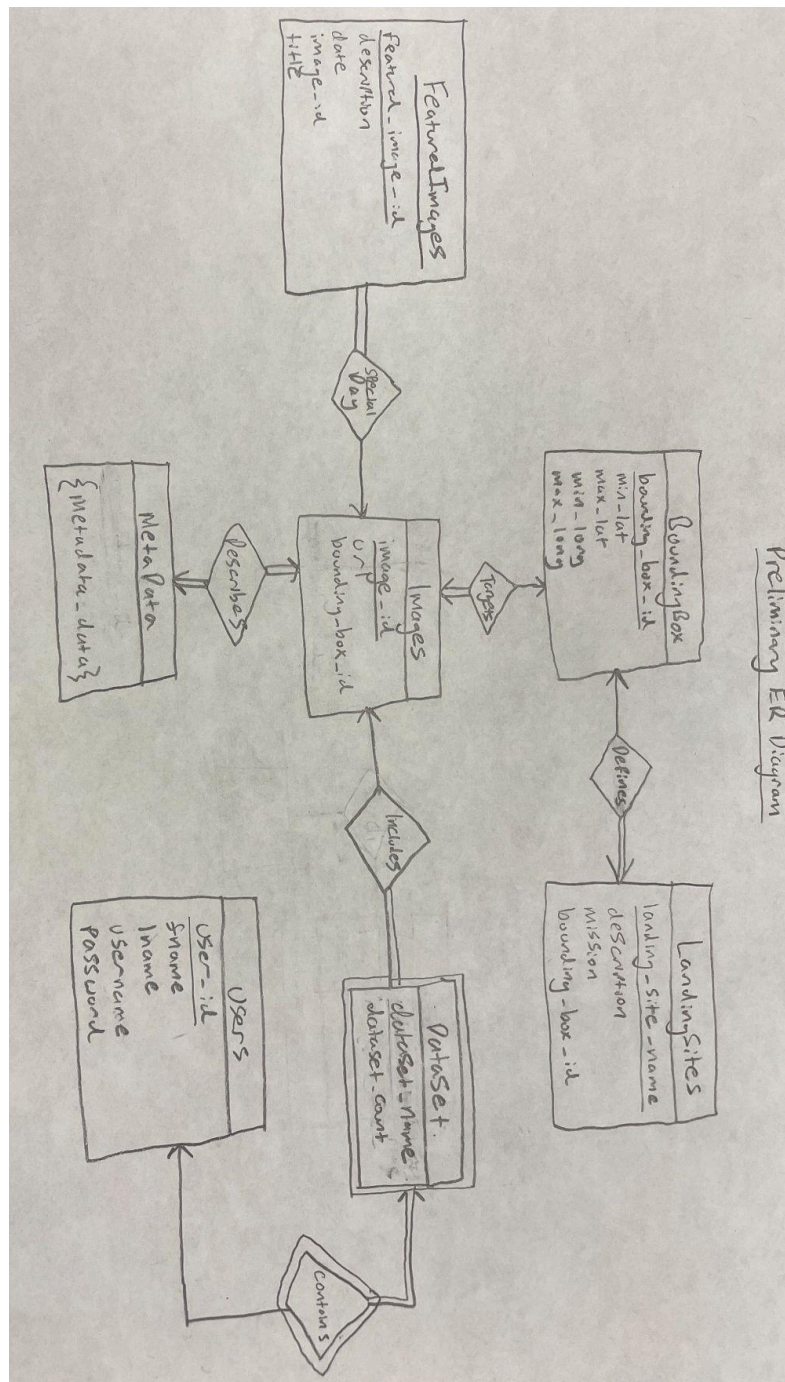 Preliminary ER Diagram
BoundingBox
bounding_box_id
min_lat
max_lat
min_long
max_long
Defines
LandingSites
landing_site_name
description
mission
bounding_box_id
Targets
FeaturedImages
featured_image_id
description
date
image_id
title
Special
Day
Images
image_id
url
bounding_box_id
Includes
DataSet
dataset_name
dataset_count
Describes
MetaData
{Metadata_data}
Users
user_id
fname
lname
username
password
Contains